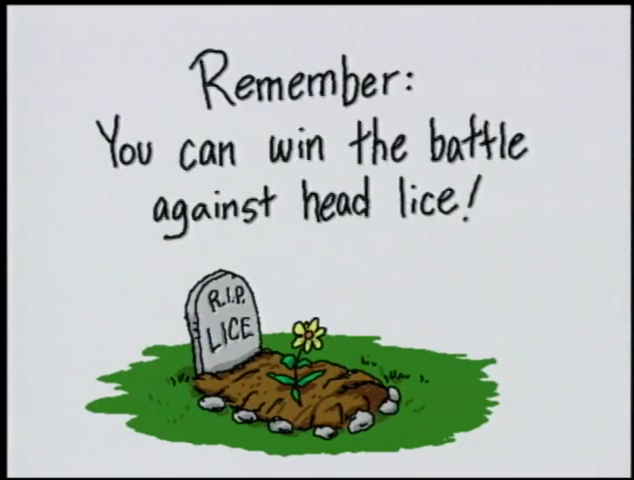 Remember:
You can win the battle
against head lice!
R.I.P.
LICE